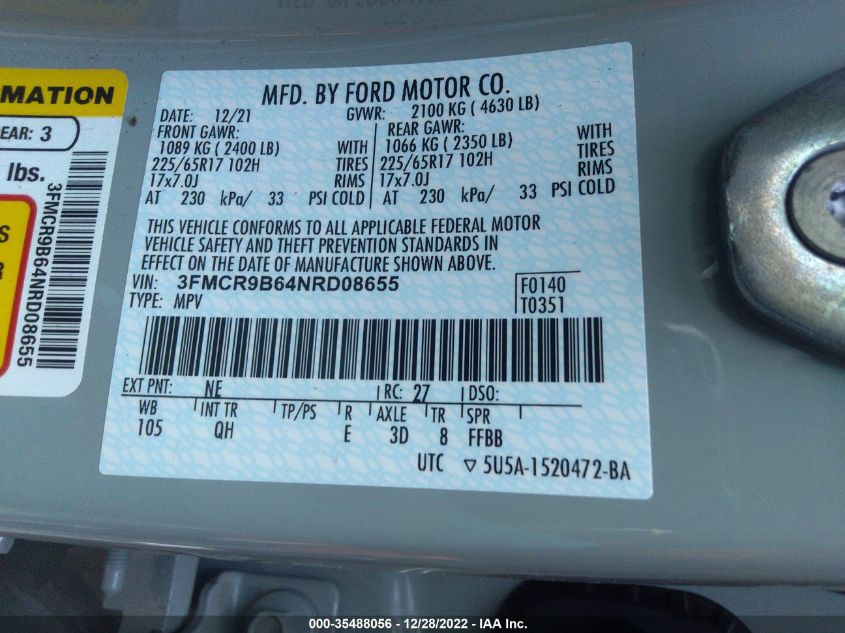 MATION
EAR: 3
lbs.
S
R
3FMCR9B64NRD08655
MFD. BY FORD MOTOR CO.
DATE: 12/21 GVWR: 2100 KG ( 4630 LB)
FRONT GAWR: REAR GAWR:
1089 KG ( 2400 LB) WITH 1066 KG ( 2350 LB) WITH
225/65R17 102H TIRES 225/65R17 102H TIRES
17x7.0J RIMS 17x7.0J RIMS
AT 230 kPa/ 33 PSI COLD AT 230 kPa/ 33 PSI COLD
THIS VEHICLE CONFORMS TO ALL APPLICABLE FEDERAL MOTOR
VEHICLE SAFETY AND THEFT PREVENTION STANDARDS IN
EFFECT ON THE DATE OF MANUFACTURE SHOWN ABOVE.
VIN: 3FMCR9B64NRD08655 F0140
TYPE: MPV T0351
EXT PNT: NE RC: 27 DSO:
WB INT TR TP/PS R AXLE TR SPR
105 QH E 3D 8 FFBB
UTC ▽ 5U5A-1520472-BA
000-35488056 - 12/28/2022 - IAA Inc.